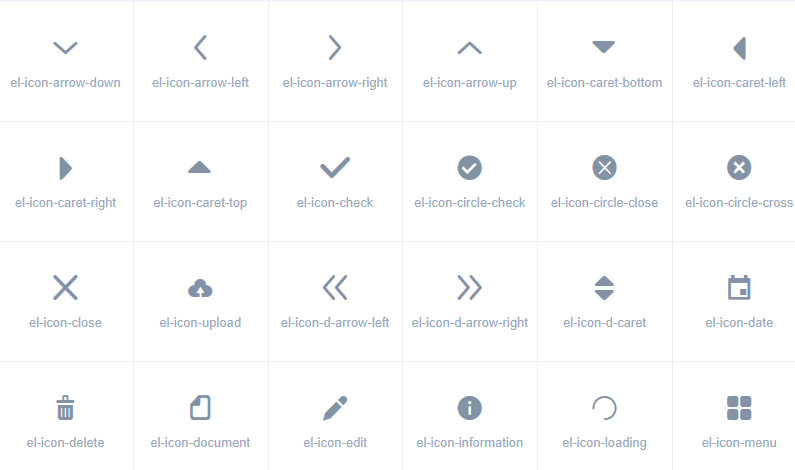 el-icon-arrow-down
el-icon-arrow-left
el-icon-arrow-right
el-icon-arrow-up
el-icon-caret-bottom
el-icon-caret-left
el-icon-caret-right
el-icon-caret-top
el-icon-check
el-icon-circle-check
el-icon-circle-close
el-icon-circle-cross
el-icon-close
el-icon-upload
el-icon-d-arrow-left
el-icon-d-arrow-right
el-icon-d-caret
el-icon-date
el-icon-delete
el-icon-document
el-icon-edit
el-icon-information
el-icon-loading
el-icon-menu